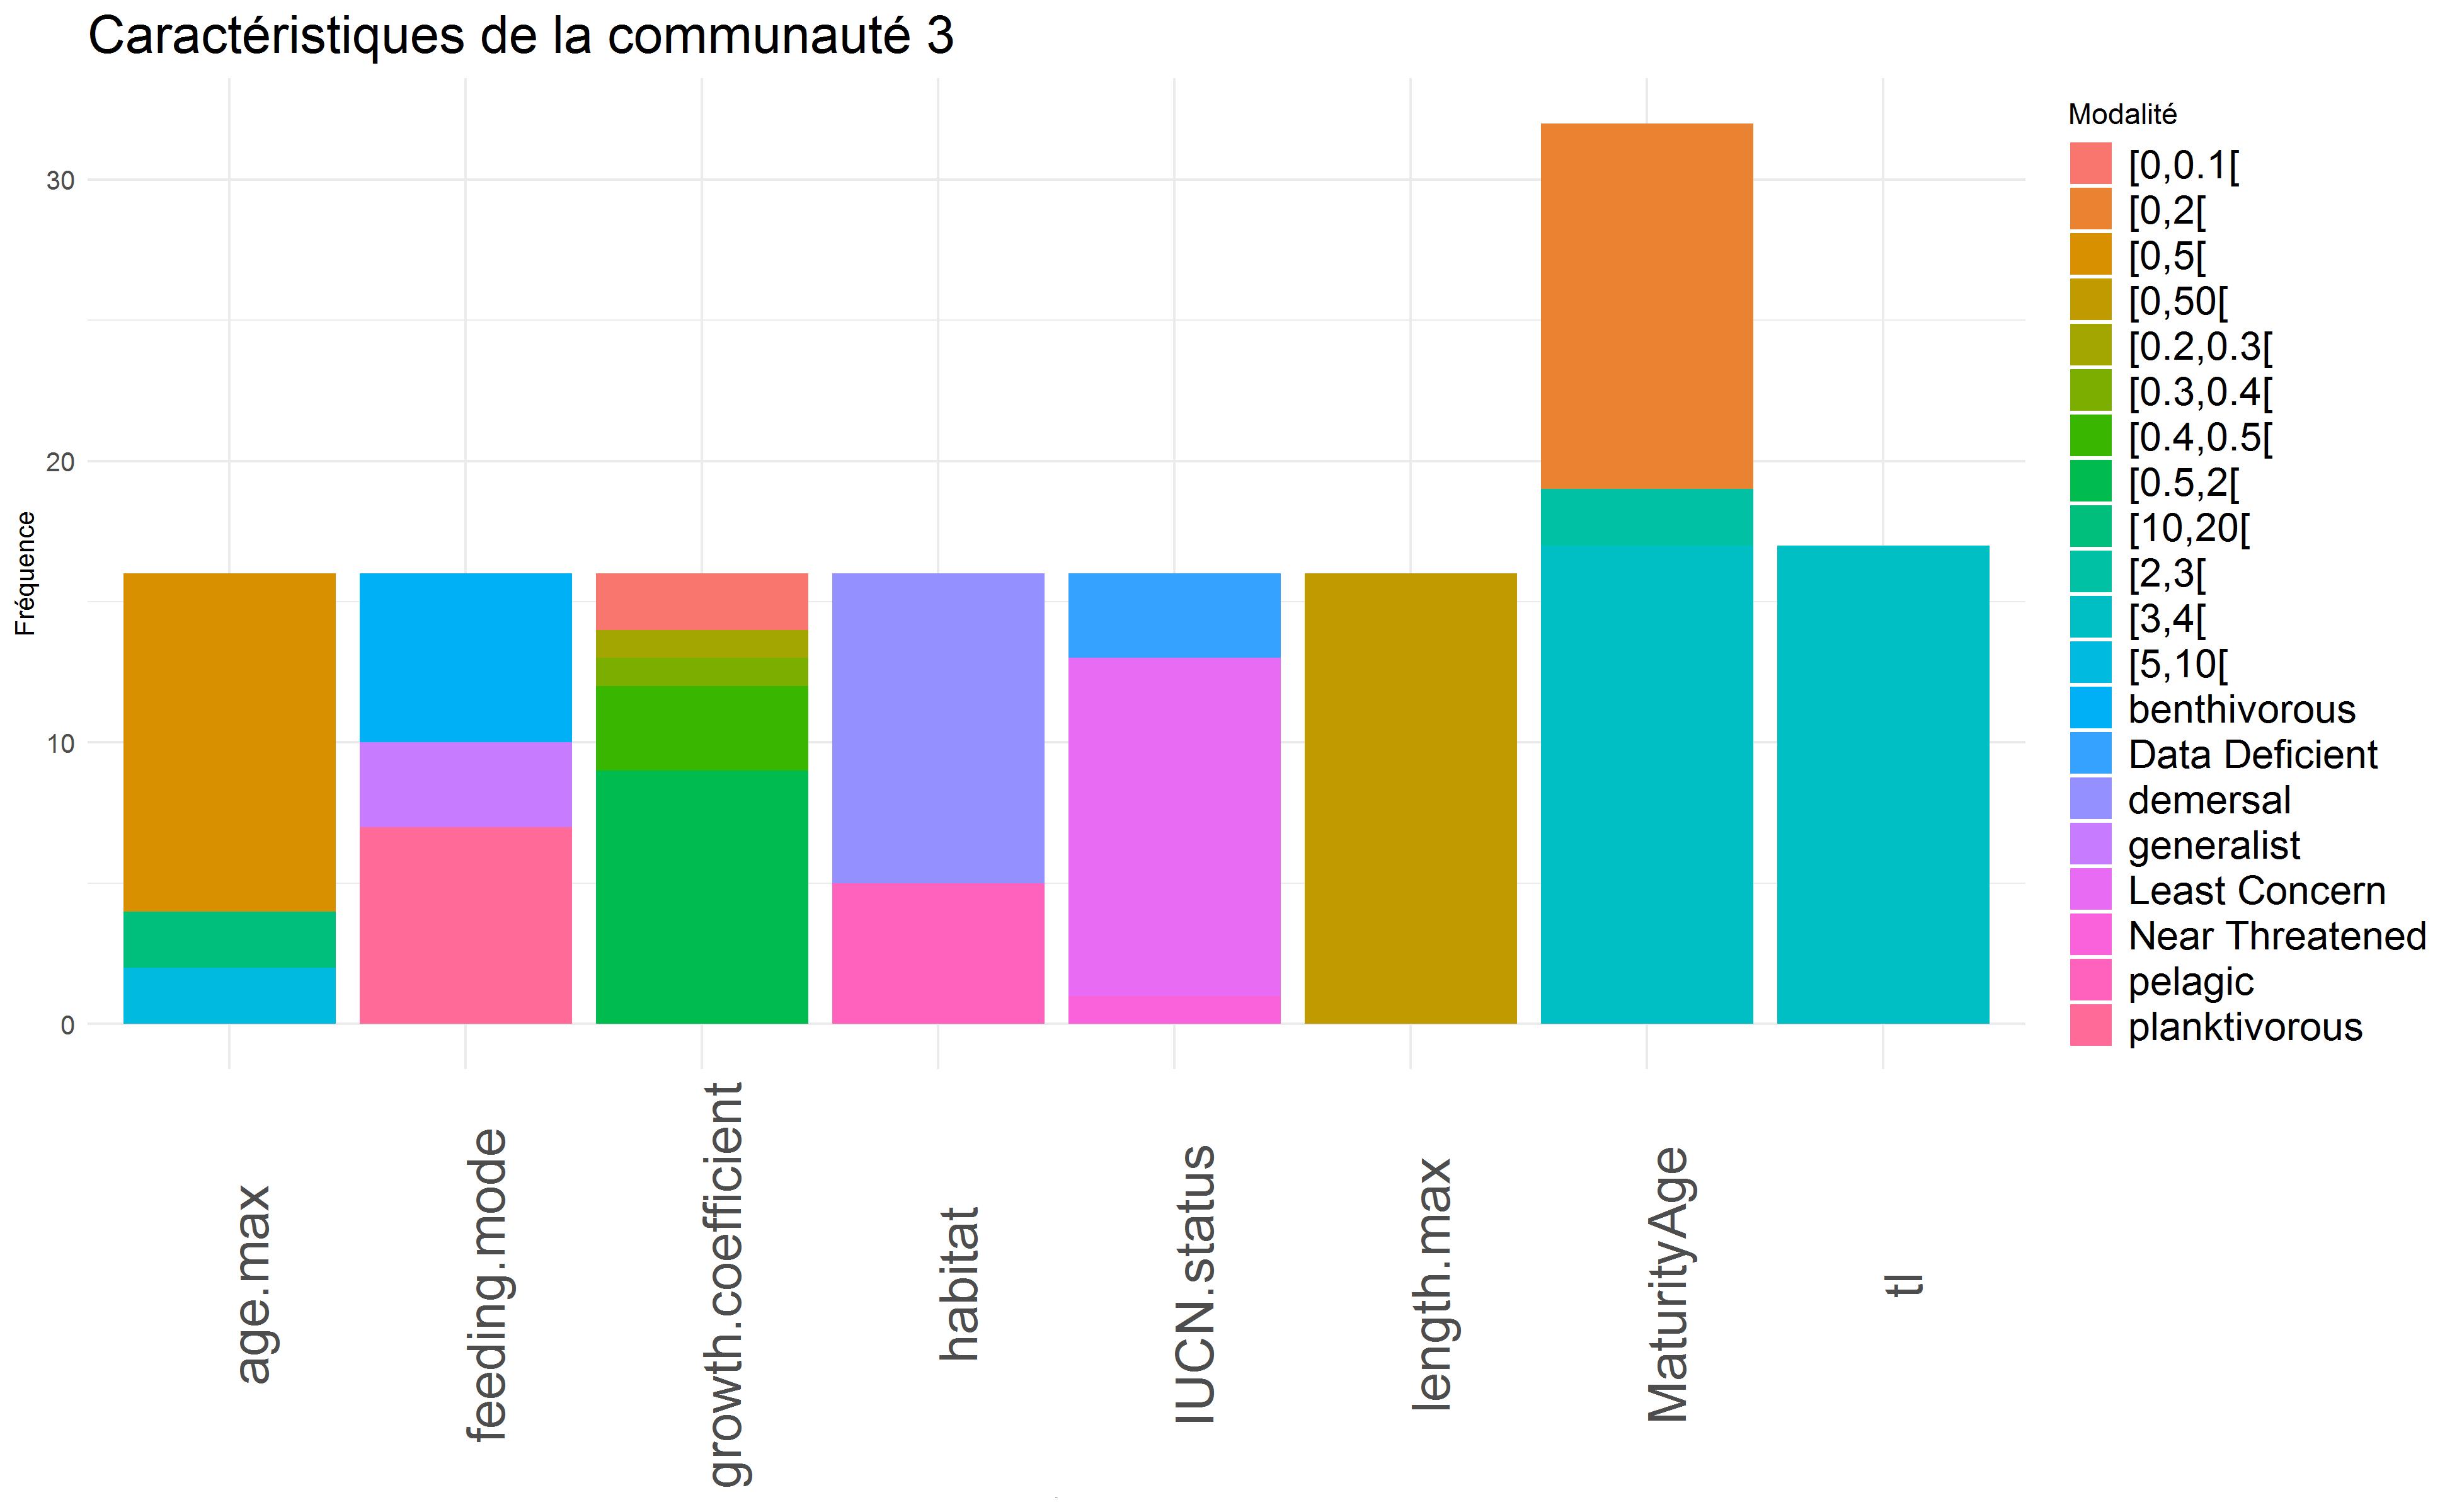 Caractéristiques de la communauté 3
Fréquence
30
20
10
0
age.max
feeding.mode
growth.coefficient
habitat
IUCN.status
length.max
MaturityAge
tl
Modalité
[0,0.1[
[0,2[
[0,5[
[0,50[
[0.2,0.3[
[0.3,0.4[
[0.4,0.5[
[0.5,2[
[10,20[
[2,3[
[3,4[
[5,10[
benthivorous
Data Deficient
demersal
generalist
Least Concern
Near Threatened
pelagic
planktivorous